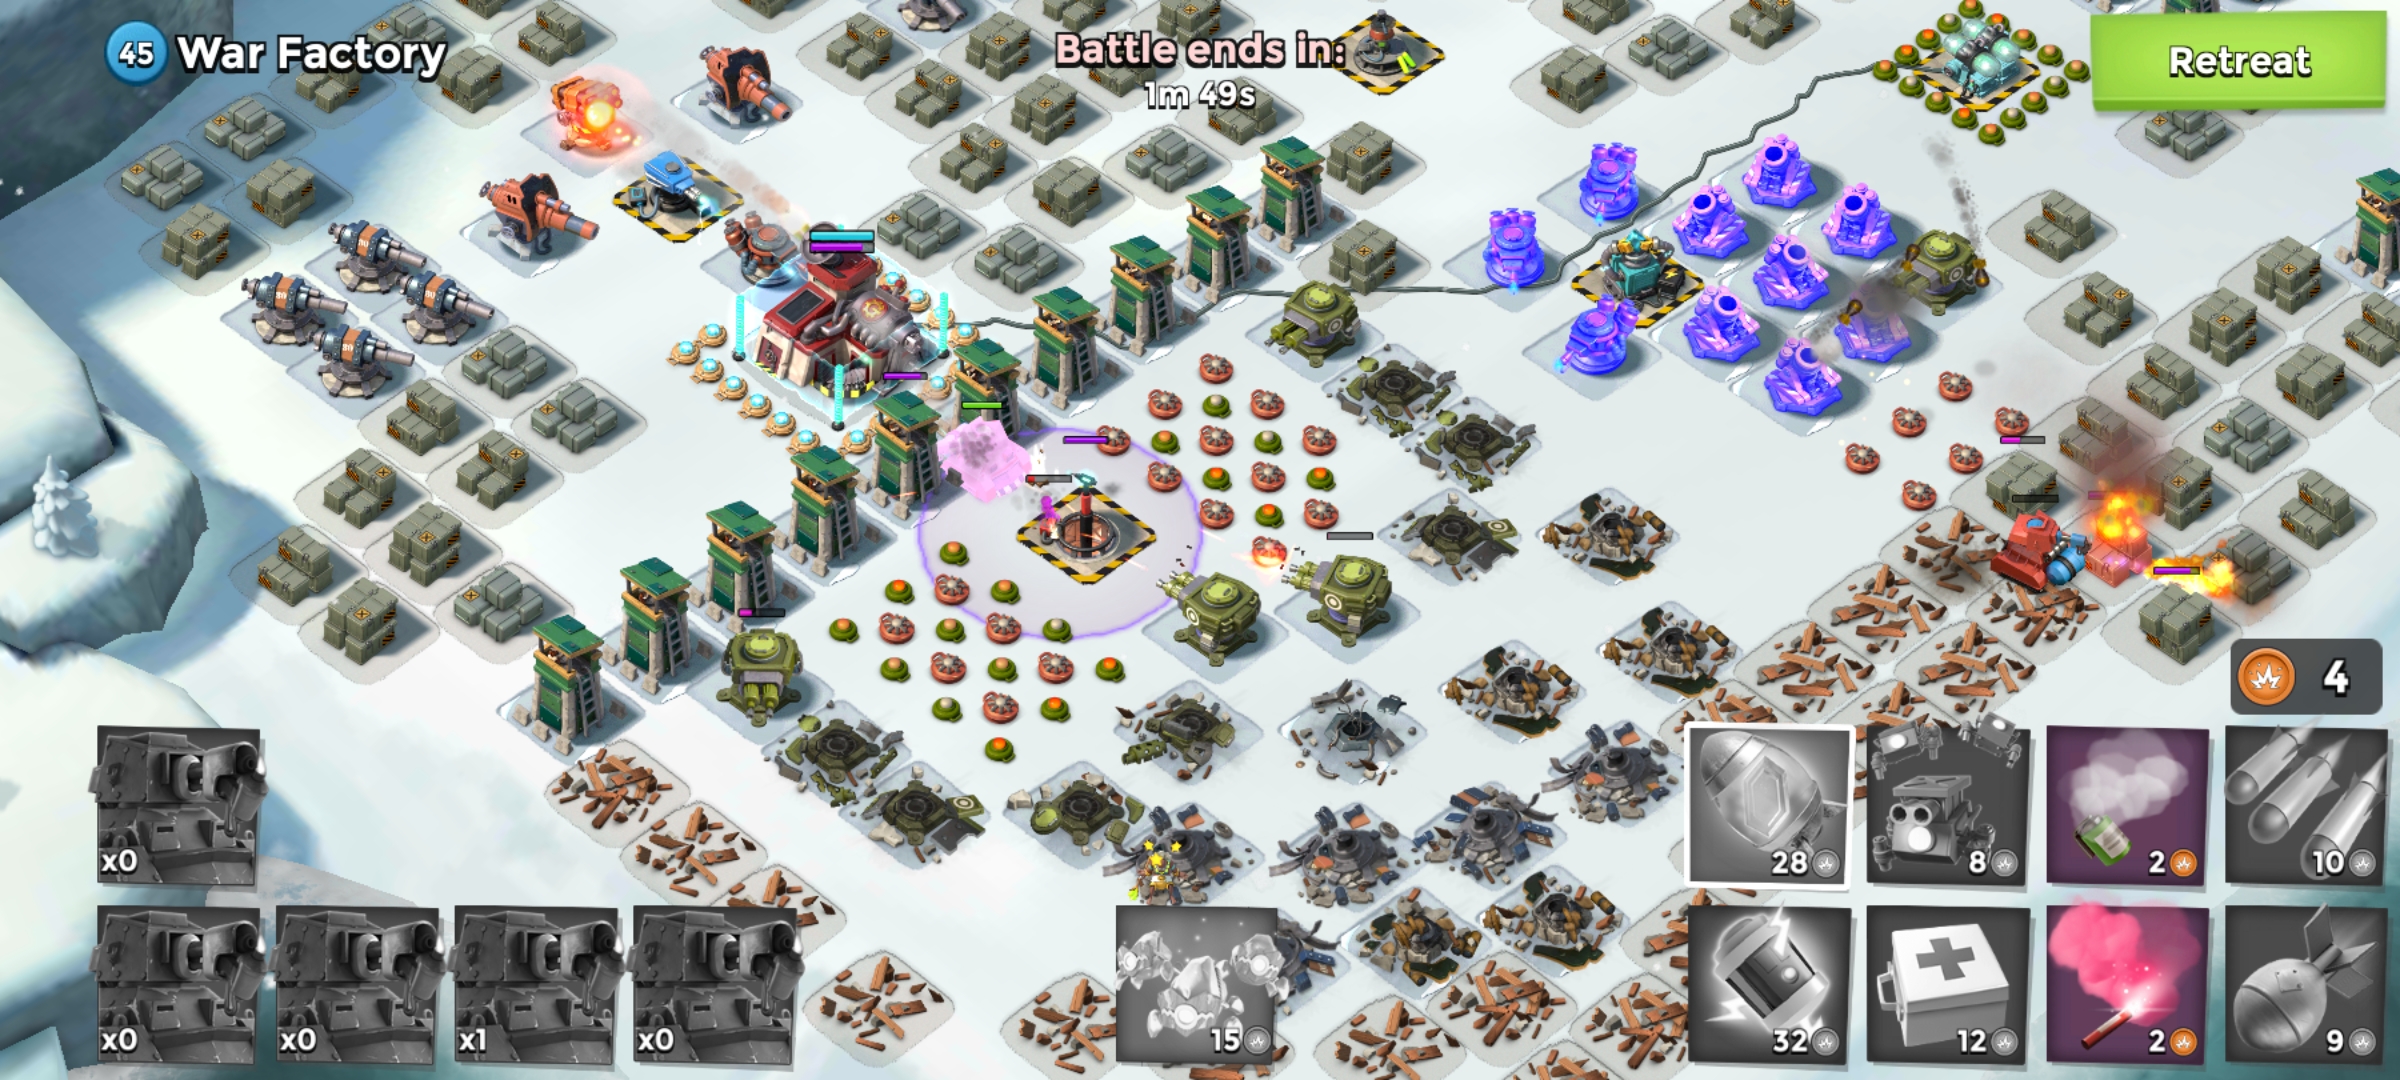 45 War Factory
Battle ends in:
1m 49s
Retreat
4
x0
28
8
2
10
x0
x0
x1
x0
15
32
12
2
9